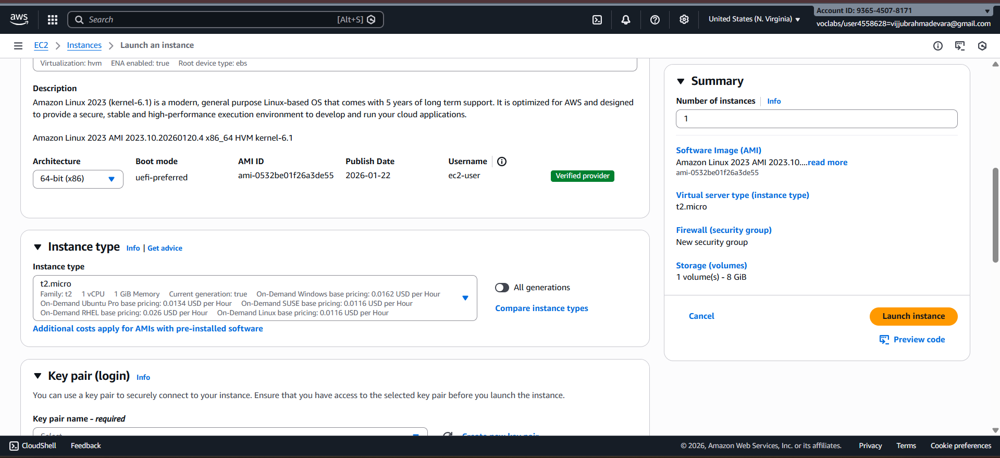 aws
Search [Alt+S]
United States (N. Virginia)
Account ID: 9365-4507-8171
voclabs/user4558628=vijjubrahmadevara@gmail.com
EC2 Instances Launch an instance
Virtualization: hvm ENA enabled: true Root device type: ebs
Description
Amazon Linux 2023 (kernel-6.1) is a modern, general purpose Linux-based OS that comes with 5 years of long term support. It is optimized for AWS and designed
to provide a secure, stable and high-performance execution environment to develop and run your cloud applications.
Amazon Linux 2023 AMI 2023.10.20260120.4 x86_64 HVM kernel-6.1
Architecture Boot mode AMI ID Publish Date Username
64-bit (x86) uefi-preferred ami-0532be01f26a3de55 2026-01-22 ec2-user Verified provider
Instance type Info | Get advice
Instance type
t2.micro
Family: t2 1 vCPU 1 GiB Memory Current generation: true On-Demand Windows base pricing: 0.0162 USD per Hour
On-Demand Ubuntu Pro base pricing: 0.0134 USD per Hour On-Demand SUSE base pricing: 0.0116 USD per Hour
On-Demand RHEL base pricing: 0.026 USD per Hour On-Demand Linux base pricing: 0.0116 USD per Hour
All generations
Compare instance types
Additional costs apply for AMIs with pre-installed software
Key pair (login) Info
You can use a key pair to securely connect to your instance. Ensure that you have access to the selected key pair before you launch the instance.
Key pair name - required
Select
Create new key pair
Summary
Number of instances Info
1
Software Image (AMI)
Amazon Linux 2023 AMI 2023.10....read more
ami-0532be01f26a3de55
Virtual server type (instance type)
t2.micro
Firewall (security group)
New security group
Storage (volumes)
1 volume(s) - 8 GiB
Cancel Launch instance
Preview code
CloudShell Feedback © 2026, Amazon Web Services, Inc. or its affiliates. Privacy Terms Cookie preferences